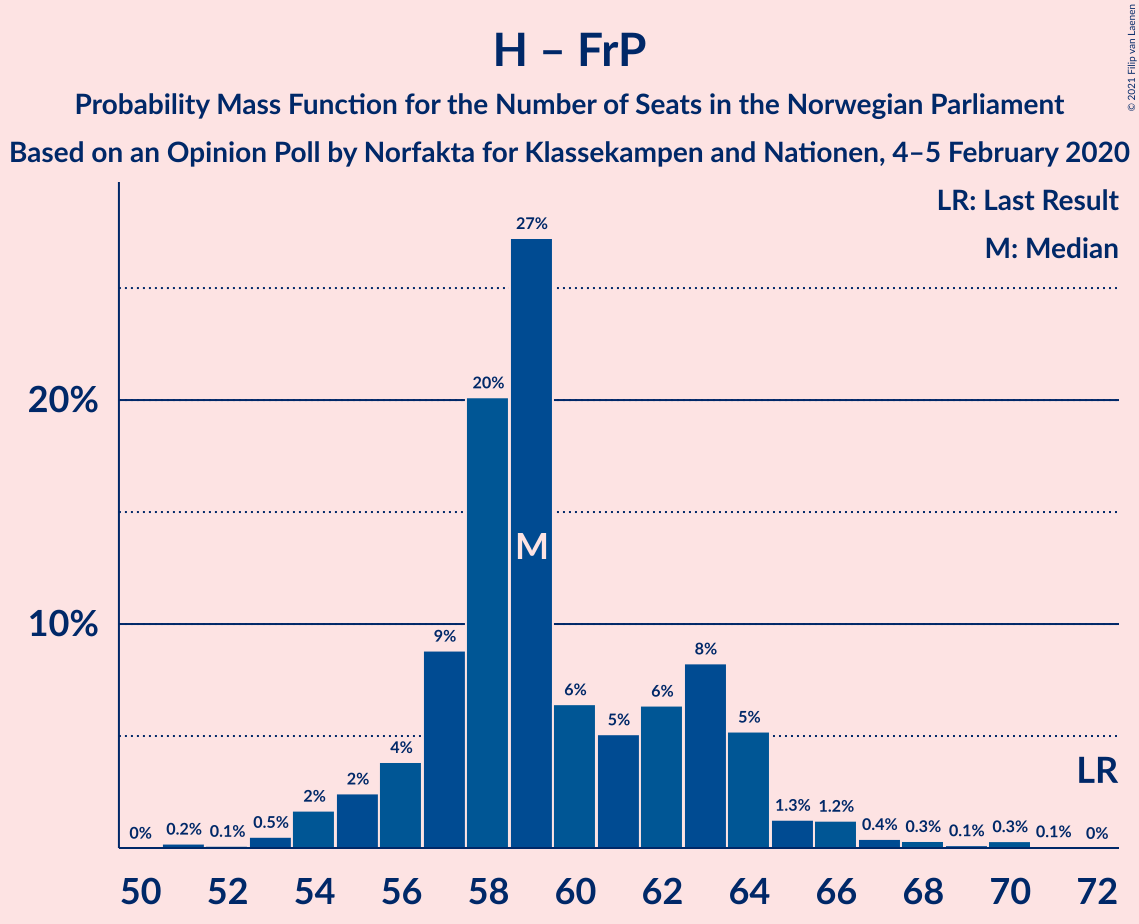 H – FrP
Probability Mass Function for the Number of Seats in the Norwegian Parliament
Based on an Opinion Poll by Norfakta for Klassekampen and Nationen, 4–5 February 2020
© 2021 Filip van Laenen
LR: Last Result
M: Median
27%
20%
20%
M
10%
9%
8%
6%
6%
5%
5%
4%
LR
2%
2%
1.3%
1.2%
0%
0.2%
0.1%
0.5%
0.4%
0.3%
0.1%
0.3%
0.1%
0%
50 52 54 56 58 60 62 64 66 68 70 72